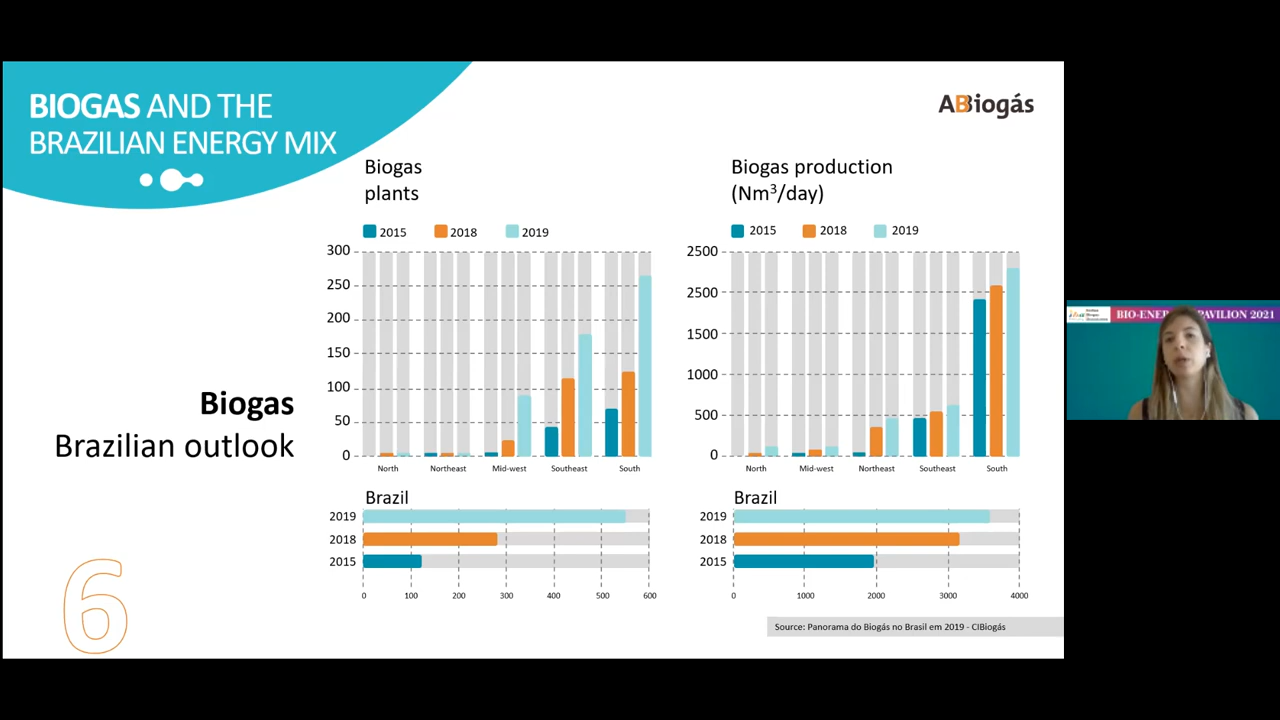 BIOGAS AND THE
BRAZILIAN ENERGY MIX
ABiogás
Biogas
plants
2015 2018 2019
300
250
200
150
100
50
0
North Northeast Mid-west Southeast South
Brazil
2019
2018
2015
0 100 200 300 400 500 600
Biogas production
(Nm³/day)
2015 2018 2019
2500
2500
1500
1000
500
0
North Mid-west Northeast Southeast South
Brazil
2019
2018
2015
0 1000 2000 3000 4000
Biogas
Brazilian outlook
6
Source: Panorama do Biogás no Brasil em 2019 - CIBiogás
BIO-ENER PAVILION 2021